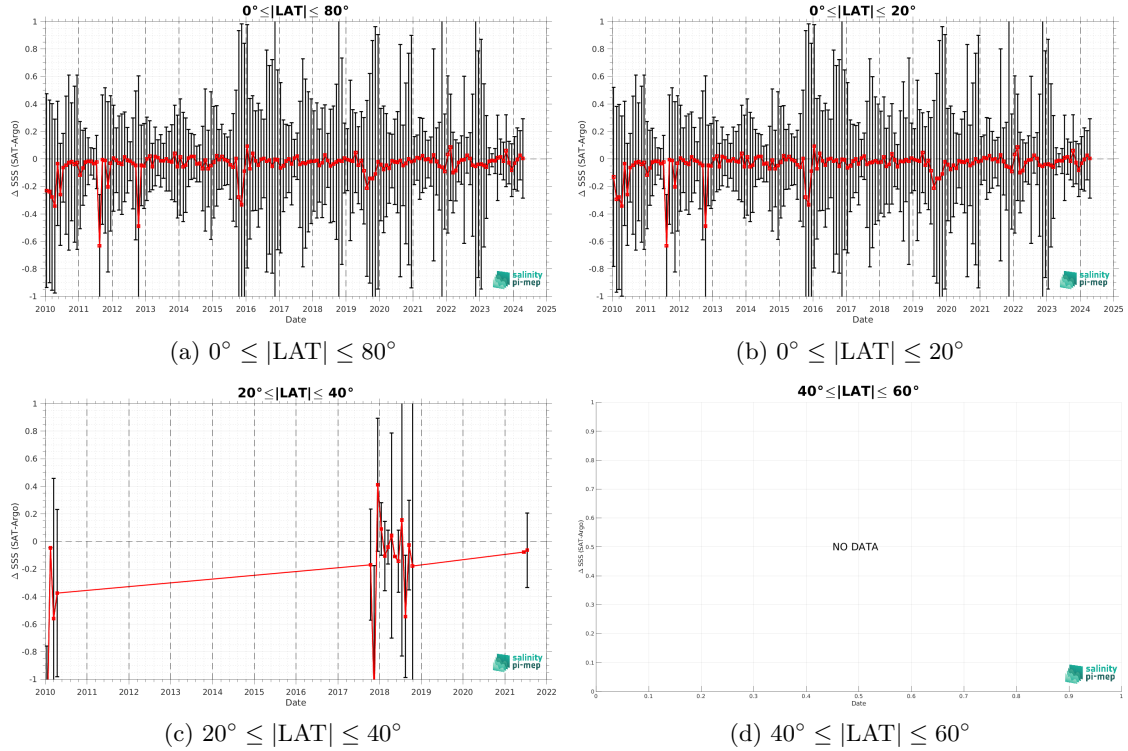 0°≤|LAT|≤ 80°
1
0.8
0.6
0.4
0.2
0
-0.2
-0.4
-0.6
-0.8
-1
Δ SSS (SAT-Argo)
2010 2011 2012 2013 2014 2015 2016 2017 2018 2019 2020 2021 2022 2023 2024 2025
Date
salinity
pi-mep
(a) 0° ≤ |LAT| ≤ 80°
0°≤|LAT|≤ 20°
1
0.8
0.6
0.4
0.2
0
-0.2
-0.4
-0.6
-0.8
-1
Δ SSS (SAT-Argo)
2010 2011 2012 2013 2014 2015 2016 2017 2018 2019 2020 2021 2022 2023 2024 2025
Date
salinity
pi-mep
(b) 0° ≤ |LAT| ≤ 20°
20°≤|LAT|≤ 40°
1
0.8
0.6
0.4
0.2
0
-0.2
-0.4
-0.6
-0.8
-1
Δ SSS (SAT-Argo)
2010 2011 2012 2013 2014 2015 2016 2017 2018 2019 2020 2021 2022
Date
salinity
pi-mep
(c) 20° ≤ |LAT| ≤ 40°
40°≤|LAT|≤ 60°
1
0.9
0.8
0.7
0.6
0.5
0.4
0.3
0.2
0.1
0
Δ SSS (SAT-Argo)
NO DATA
0 0.1 0.2 0.3 0.4 0.5 0.6 0.7 0.8 0.9 1
Date
salinity
pi-mep
(d) 40° ≤ |LAT| ≤ 60°